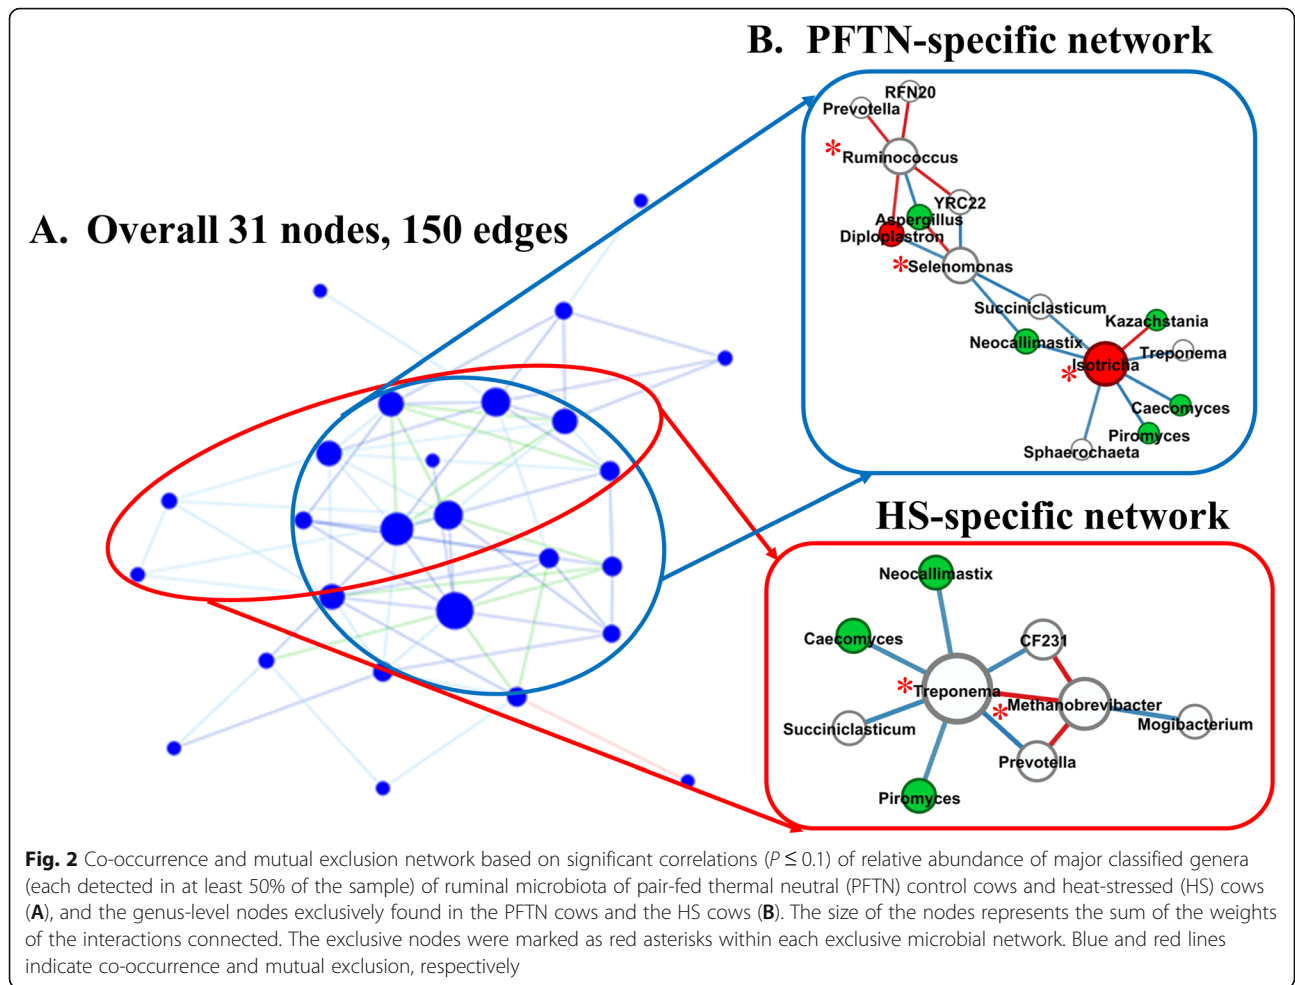 B. PFTN-specific network
RFN20
Prevotella
*
Ruminococcus
YRC22
Aspergillus
Diploplastron
*
Selenomonas
Succiniclasticum
Kazachstania
Neocallimastix
Treponema
Isotricha
*
Caecomyces
Piromyces
Sphaerochaeta
A. Overall 31 nodes, 150 edges
HS-specific network
Neocallimastix
Caecomyces
CF231
*
Treponema
*
Methanobrevibacter
Succiniclasticum
Mogibacterium
Prevotella
Piromyces
Fig. 2 Co-occurrence and mutual exclusion network based on significant correlations (P ≤ 0.1) of relative abundance of major classified genera
(each detected in at least 50% of the sample) of ruminal microbiota of pair-fed thermal neutral (PFTN) control cows and heat-stressed (HS) cows
(A), and the genus-level nodes exclusively found in the PFTN cows and the HS cows (B). The size of the nodes represents the sum of the weights
of the interactions connected. The exclusive nodes were marked as red asterisks within each exclusive microbial network. Blue and red lines
indicate co-occurrence and mutual exclusion, respectively